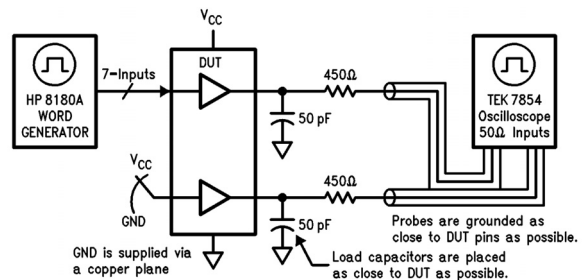 V_CC
DUT
7-Inputs
HP 8180A
WORD
GENERATOR
450Ω
50 pF
TEK 7854
Oscilloscope
50Ω Inputs
V_CC
GND
450Ω
50 pF
GND is supplied via
a copper plane
Load capacitors are placed
as close to DUT as possible.
Probes are grounded as
close to DUT pins as possible.